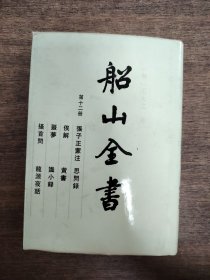 船山全書
第十二冊
張子正蒙注 思問錄
俟解 黃書
噩夢 識小錄
搔首問 龍源夜話